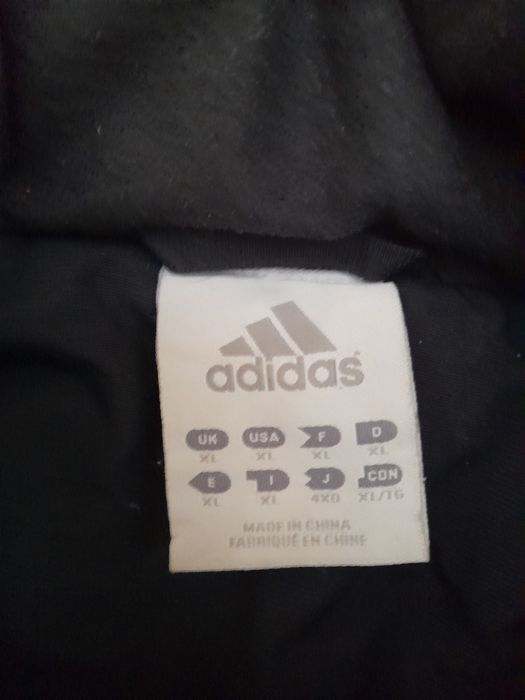 adidas
UK USA F D
XL XL XL XL
E I J CDN
XL XL 4XO XL/TG
MADE IN CHINA
FABRIQUÉ EN CHINE